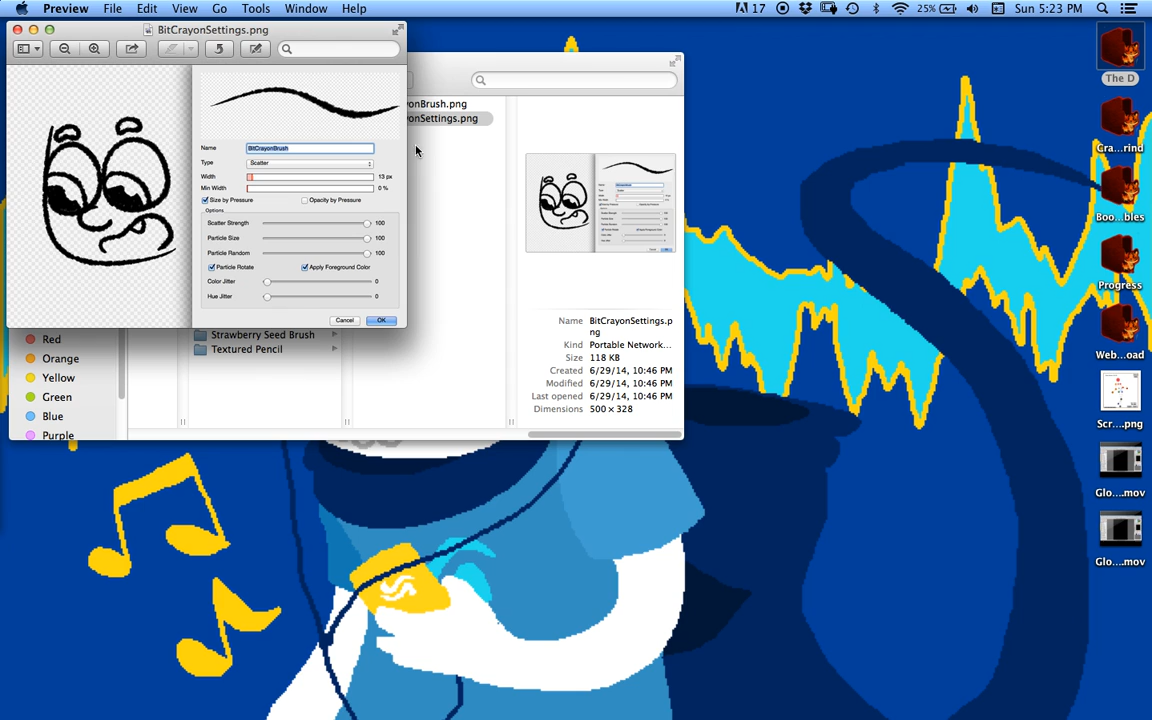 Preview File Edit View Go Tools Window Help
17 25% Sun 5:23 PM
BitCrayonSettings.png
Name BitCrayonBrush
Type Scatter
Width 13 px
Min Width 0 %
Size by Pressure Opacity by Pressure
Options
Scatter Strength 100
Particle Size 100
Particle Random 100
Particle Rotate Apply Foreground Color
Color Jitter 0
Hue Jitter 0
Cancel OK
yonBrush.png
onSettings.png
Red
Orange
Yellow
Green
Blue
Purple
Strawberry Seed Brush
Textured Pencil
Name BitCrayonSettings.p
ng
Kind Portable Network...
Size 118 KB
Created 6/29/14, 10:46 PM
Modified 6/29/14, 10:46 PM
Last opened 6/29/14, 10:46 PM
Dimensions 500 × 328
The D
Cra...rind
Boo...bles
Progress
Web...oad
Scr....png
Glo....mov
Glo....mov